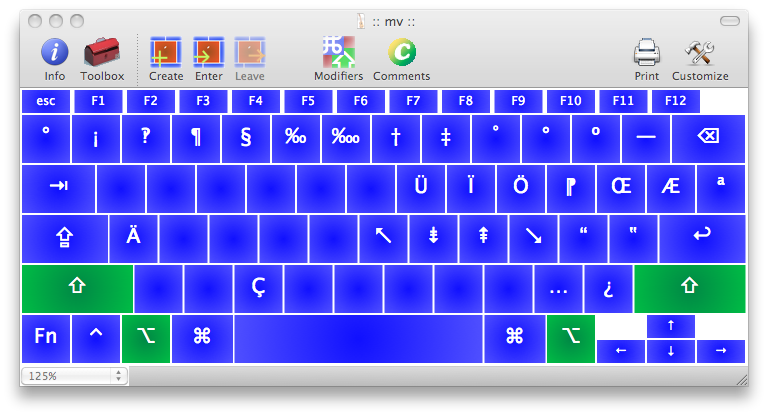 :: mv ::
Info Toolbox Create Enter Leave Modifiers Comments Print Customize
esc F1 F2 F3 F4 F5 F6 F7 F8 F9 F10 F11 F12
° ¡ ‽ ¶ § ‰ ‱ † ‡ ˚ ° º — ⌫
⇥ Ü Ï Ö ⁋ Œ Æ ª
⇪ Ä ↖ ⇟ ⇞ ↘ “ ‟ ↩
⇧ Ç … ¿ ⇧
Fn ⌃ ⌥ ⌘ ⌘ ⌥ ← ↑ ↓ →
125%